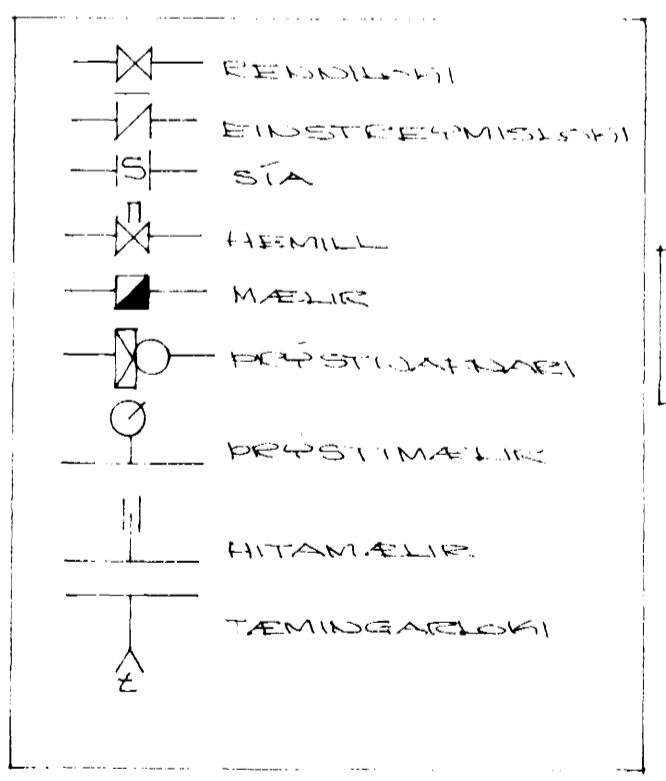 RENNILOKI
EINSTREYMISLOKI
S SÍA
HEMILL
MÆLIR
ÞRÝSTIJAFNARI
ÞRÝSTIMÆLIR
HITAMÆLIR
TÆMINGARLOKI
t